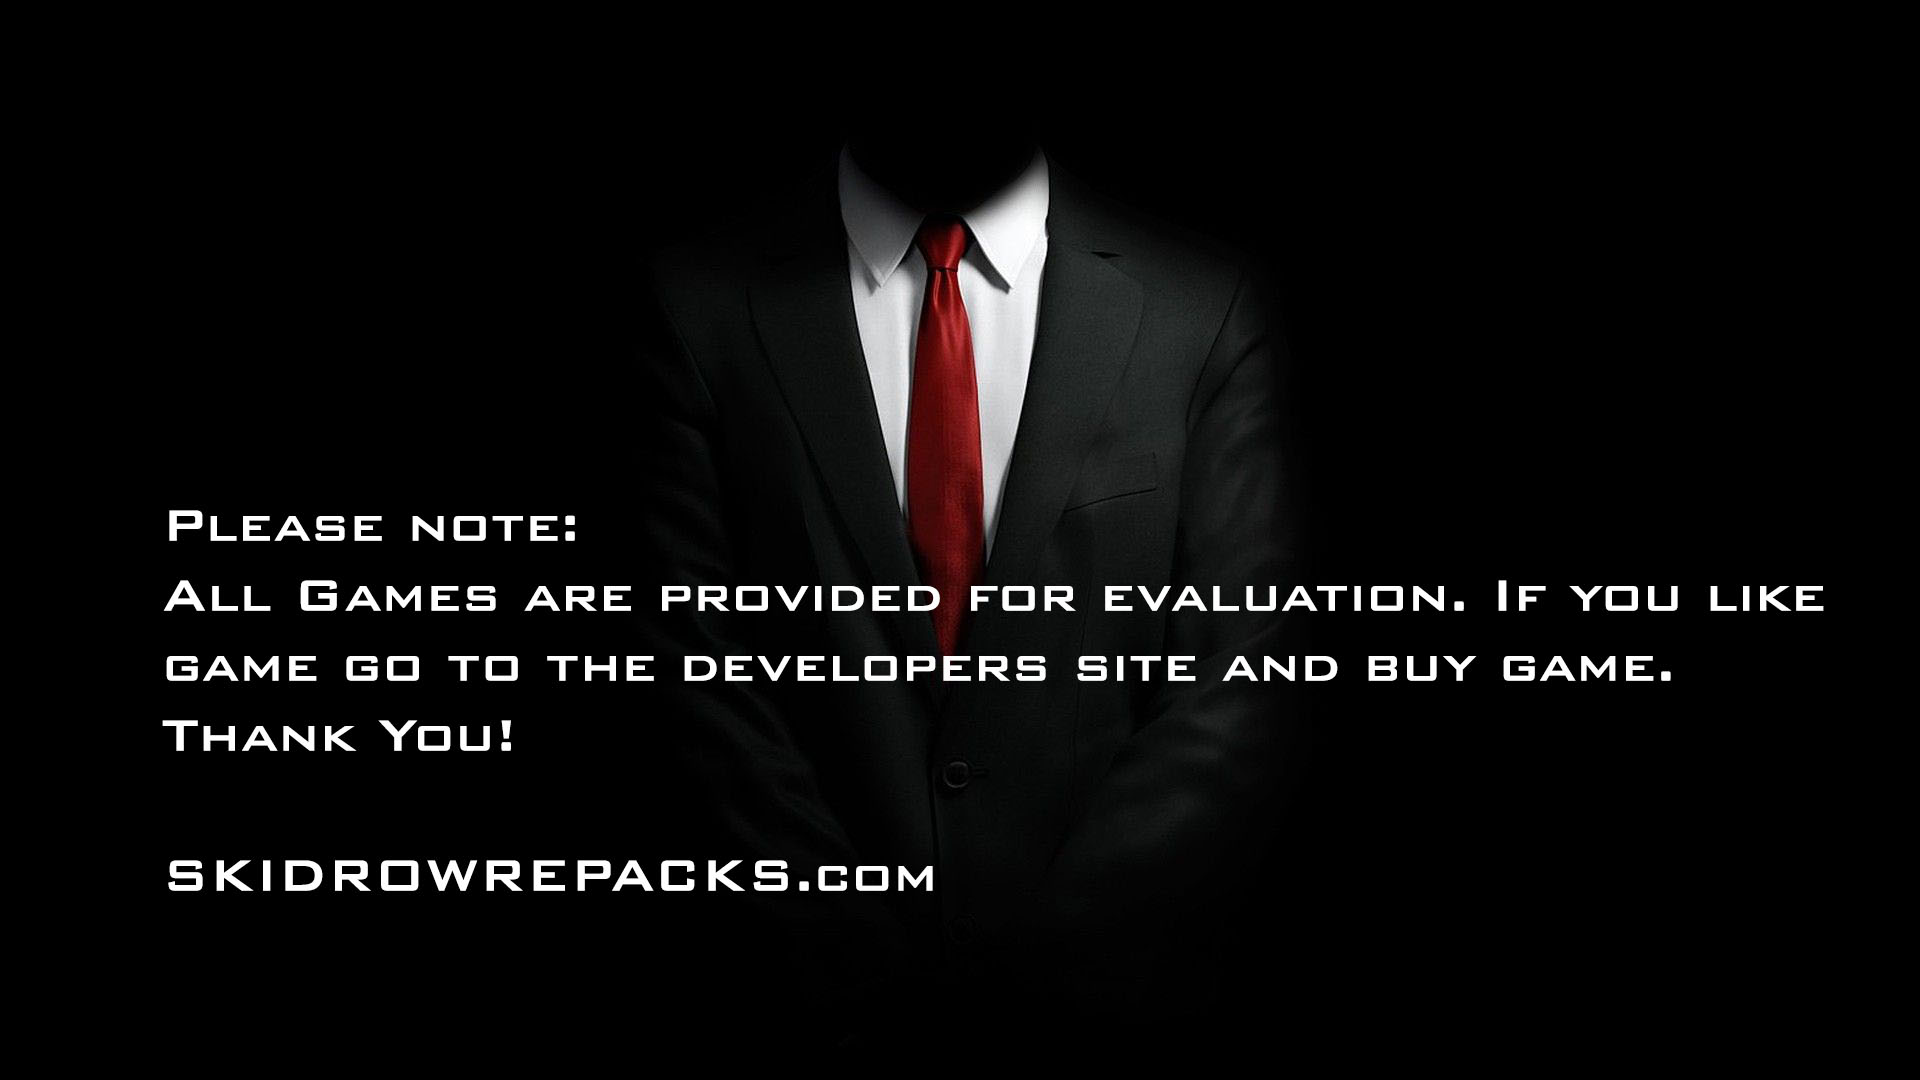 Please note:
All Games are provided for evaluation. If you like
game go to the developers site and buy game.
Thank You!
SKIDROWREPACKS.com